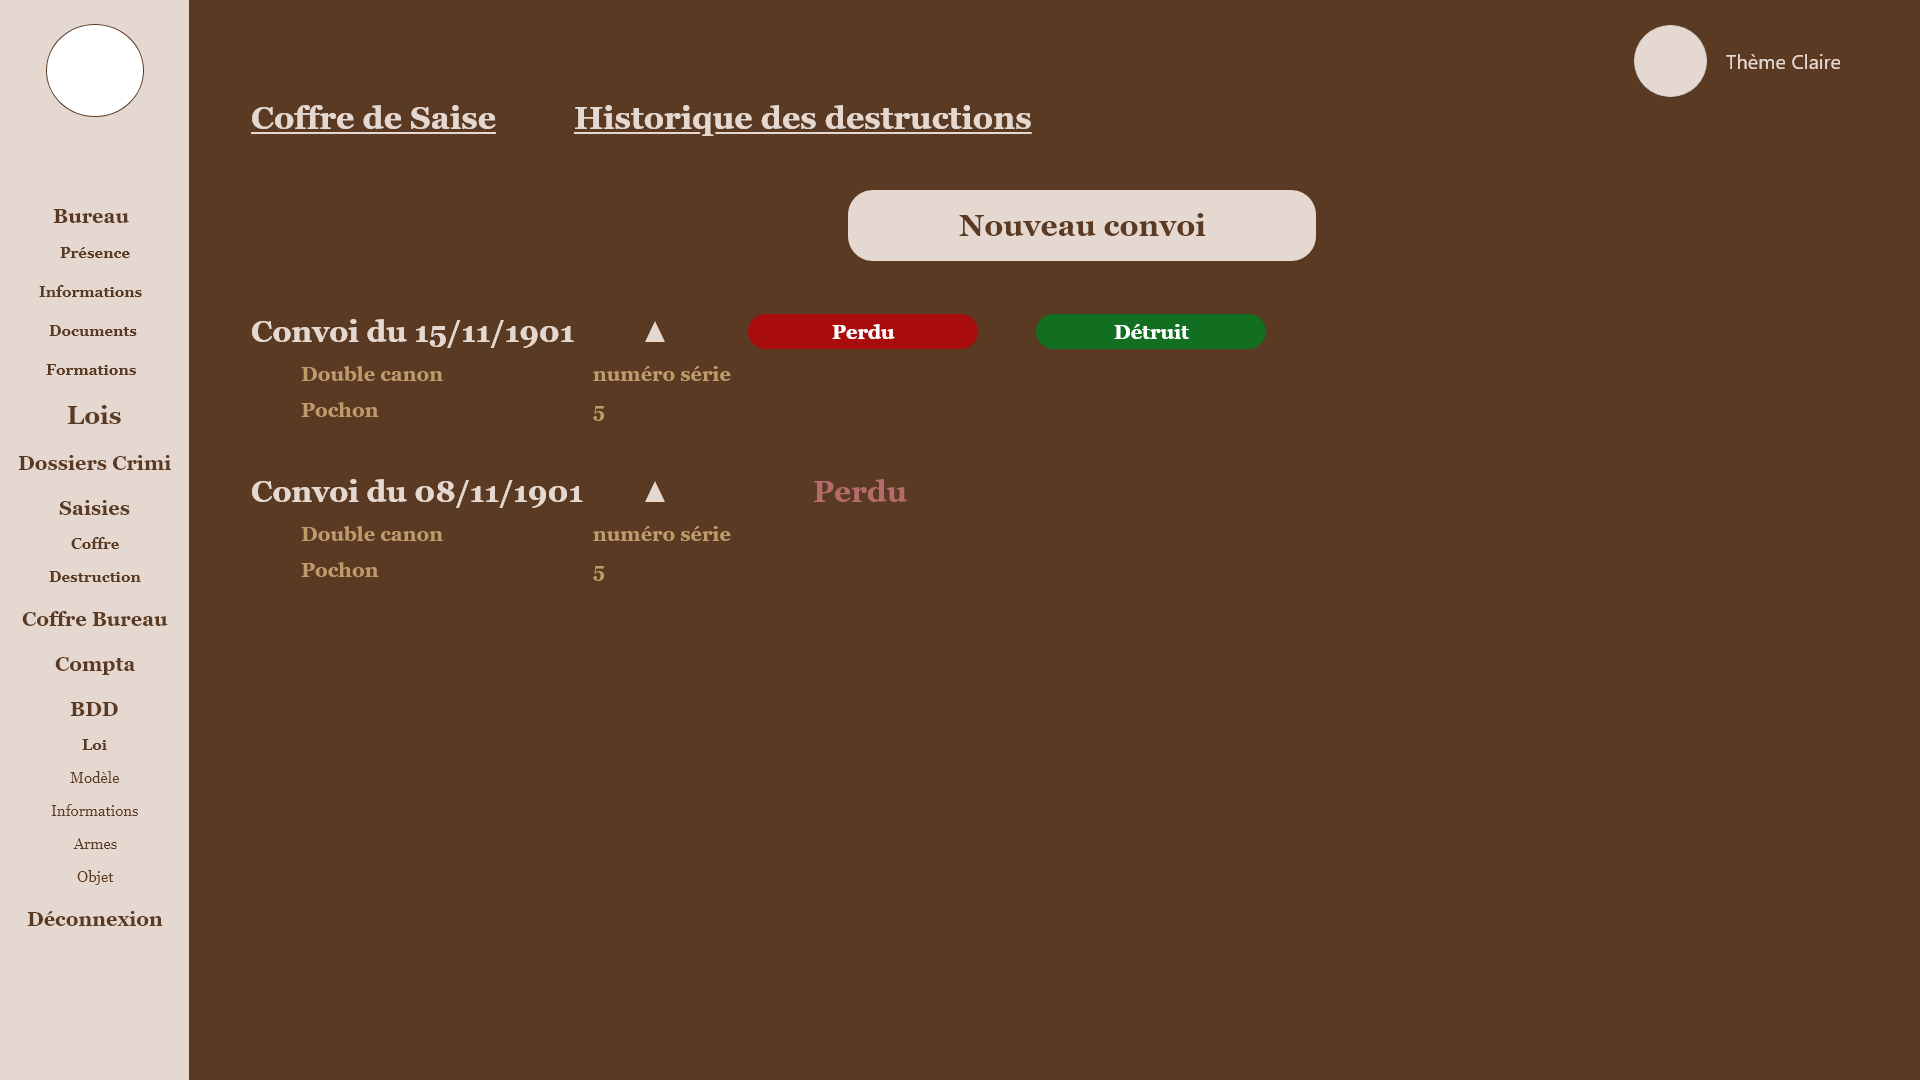 Thème Claire
Coffre de Saise
Historique des destructions
Bureau
Présence
Informations
Documents
Formations
Lois
Dossiers Crimi
Saisies
Coffre
Destruction
Coffre Bureau
Compta
BDD
Loi
Modèle
Informations
Armes
Objet
Déconnexion
Nouveau convoi
Convoi du 15/11/1901 ▲ Perdu Détruit
Double canon numéro série
Pochon 5
Convoi du 08/11/1901 ▲ Perdu
Double canon numéro série
Pochon 5